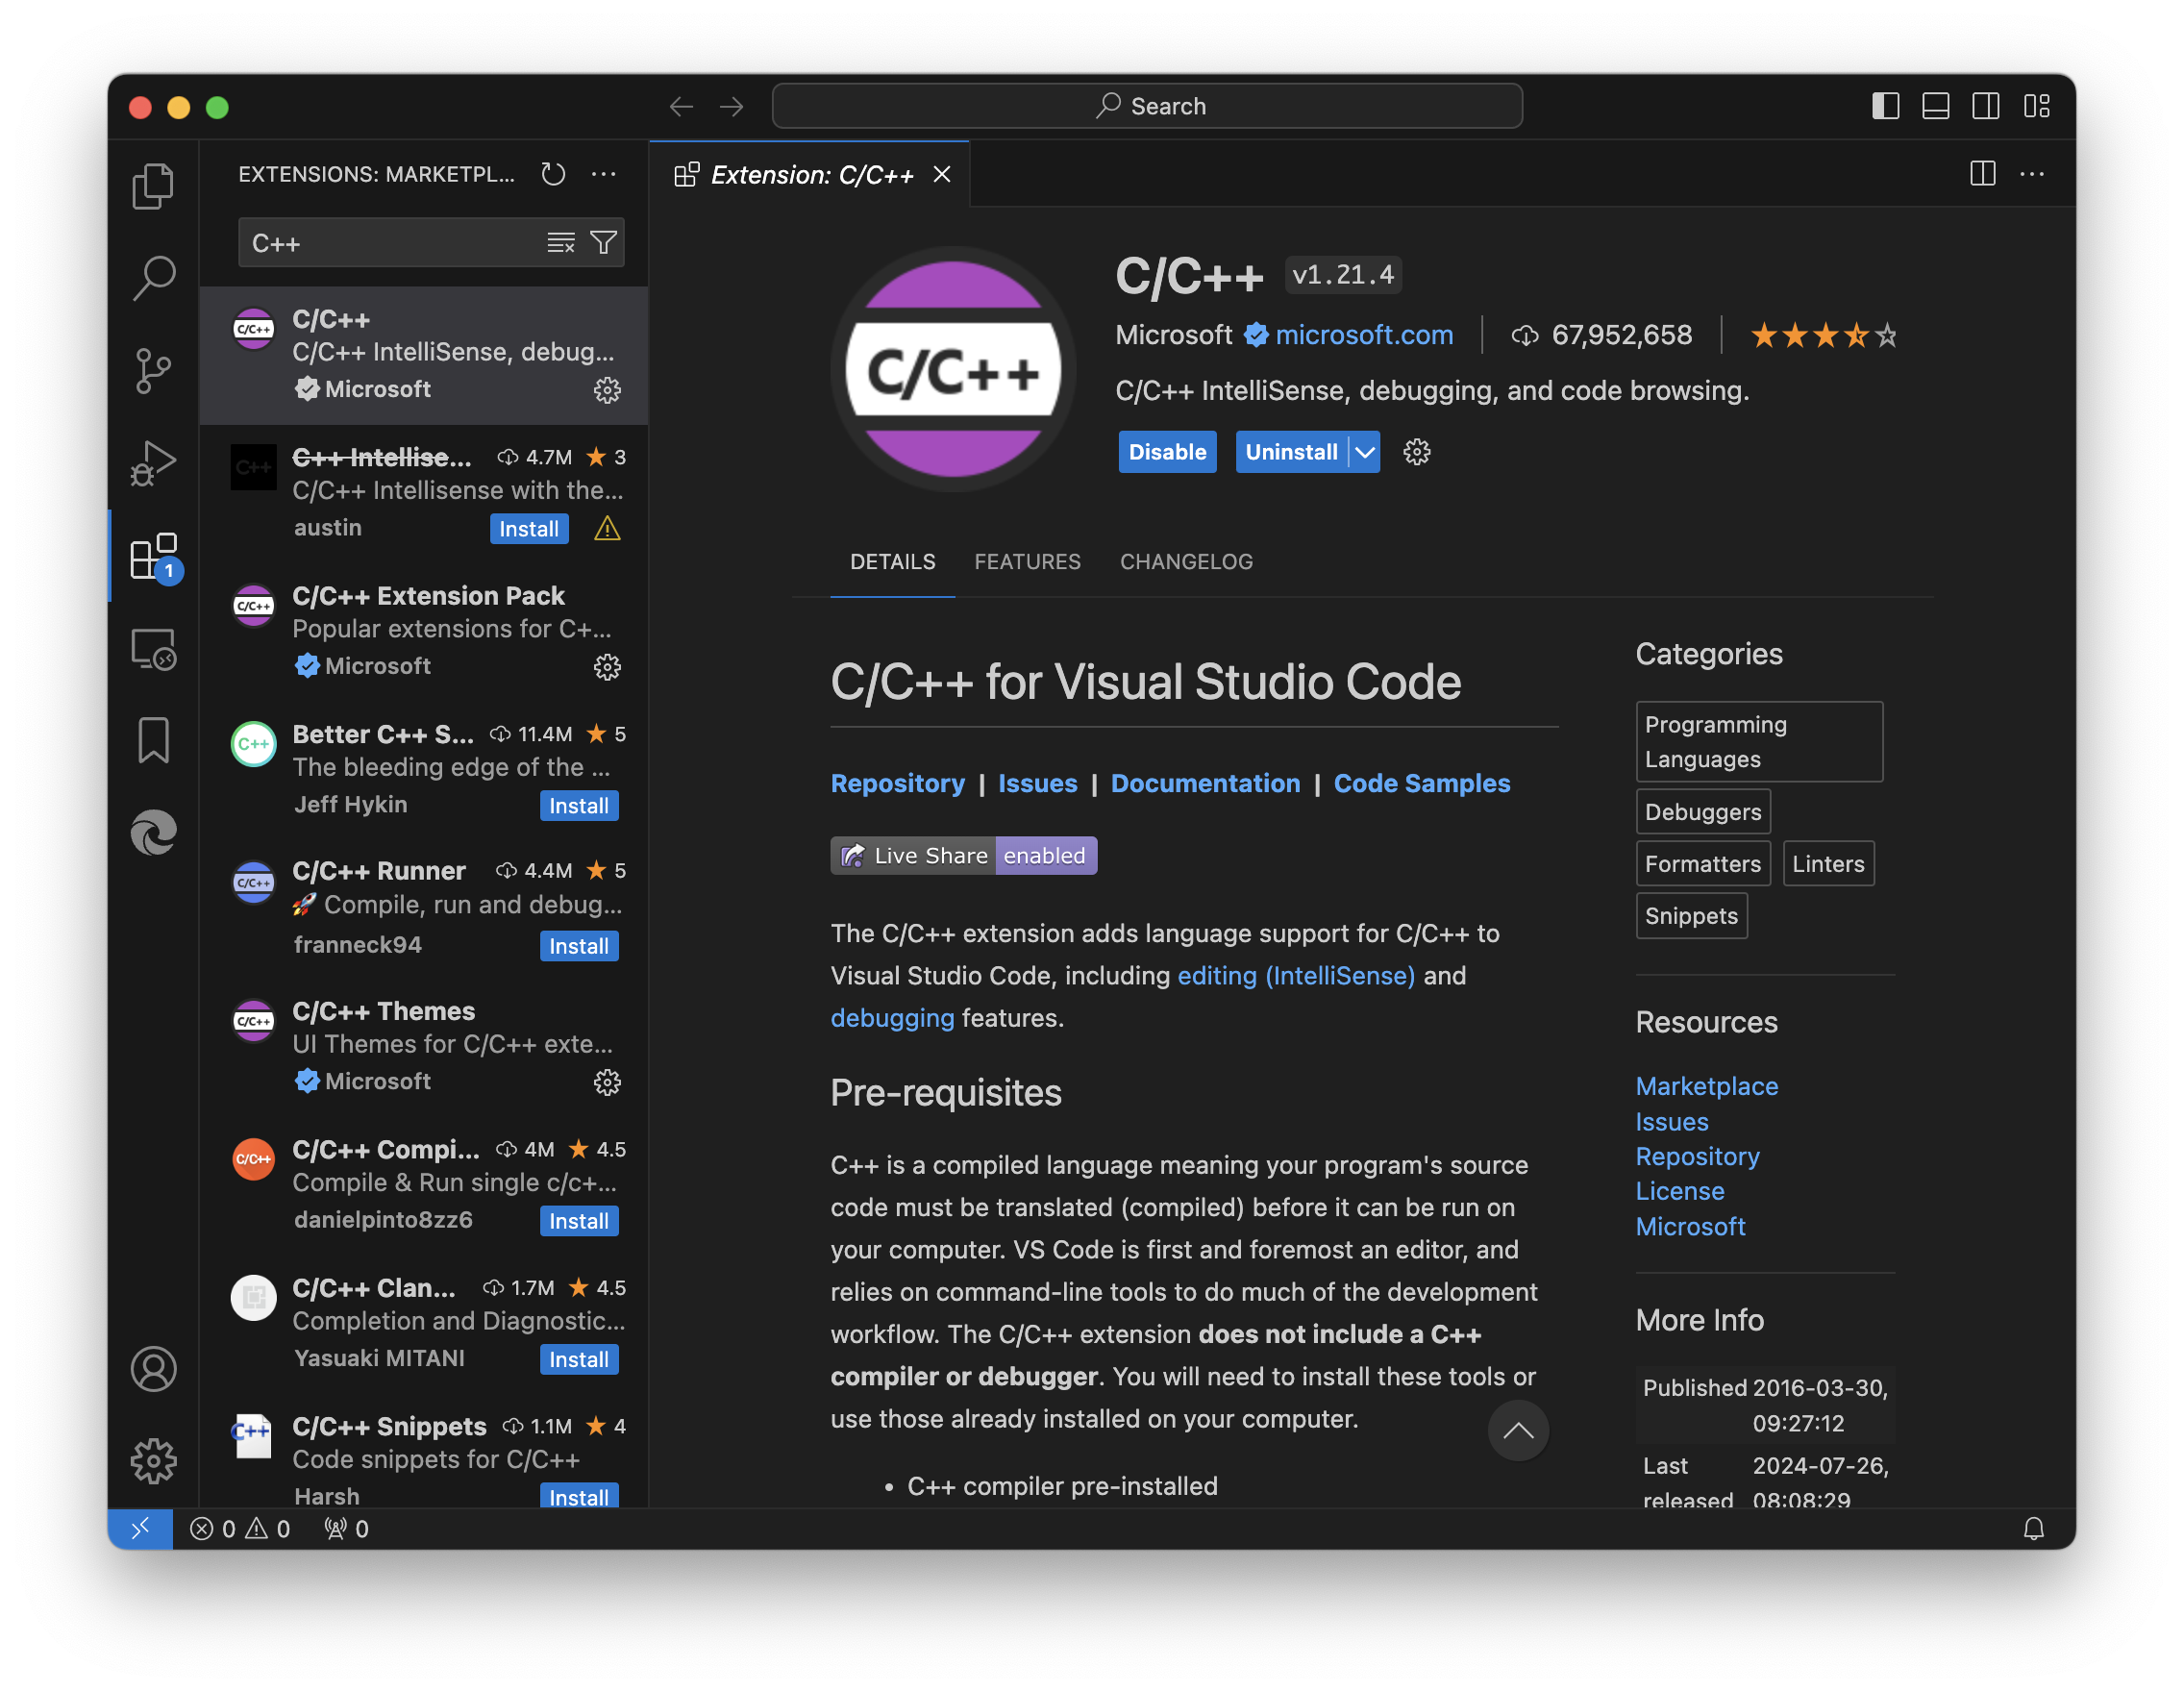 Search
EXTENSIONS: MARKETPL...
Extension: C/C++
C++
C/C++
C/C++ IntelliSense, debug...
Microsoft
C++
C++ Intellise... 4.7M 3
C/C++ Intellisense with the...
austin Install
1
C/C++
C/C++ Extension Pack
Popular extensions for C+...
Microsoft
C++
Better C++ S... 11.4M 5
The bleeding edge of the ...
Jeff Hykin Install
C/C++
C/C++ Runner 4.4M 5
🚀 Compile, run and debug...
franneck94 Install
C/C++
C/C++ Themes
UI Themes for C/C++ exte...
Microsoft
C/C++
C/C++ Compi... 4M 4.5
Compile & Run single c/c+...
danielpinto8zz6 Install
C/C++ Clan... 1.7M 4.5
Completion and Diagnostic...
Yasuaki MITANI Install
C++
C/C++ Snippets 1.1M 4
Code snippets for C/C++
Harsh Install
C/C++
C/C++ v1.21.4
Microsoft microsoft.com 67,952,658
C/C++ IntelliSense, debugging, and code browsing.
Disable Uninstall
DETAILS FEATURES CHANGELOG
C/C++ for Visual Studio Code
Repository | Issues | Documentation | Code Samples
Live Share enabled
The C/C++ extension adds language support for C/C++ to
Visual Studio Code, including editing (IntelliSense) and
debugging features.
Pre-requisites
C++ is a compiled language meaning your program's source
code must be translated (compiled) before it can be run on
your computer. VS Code is first and foremost an editor, and
relies on command-line tools to do much of the development
workflow. The C/C++ extension does not include a C++
compiler or debugger. You will need to install these tools or
use those already installed on your computer.
• C++ compiler pre-installed
Categories
Programming
Languages
Debuggers
Formatters Linters
Snippets
Resources
Marketplace
Issues
Repository
License
Microsoft
More Info
Published 2016-03-30,
09:27:12
Last 2024-07-26,
released 08:08:29
0 0 0